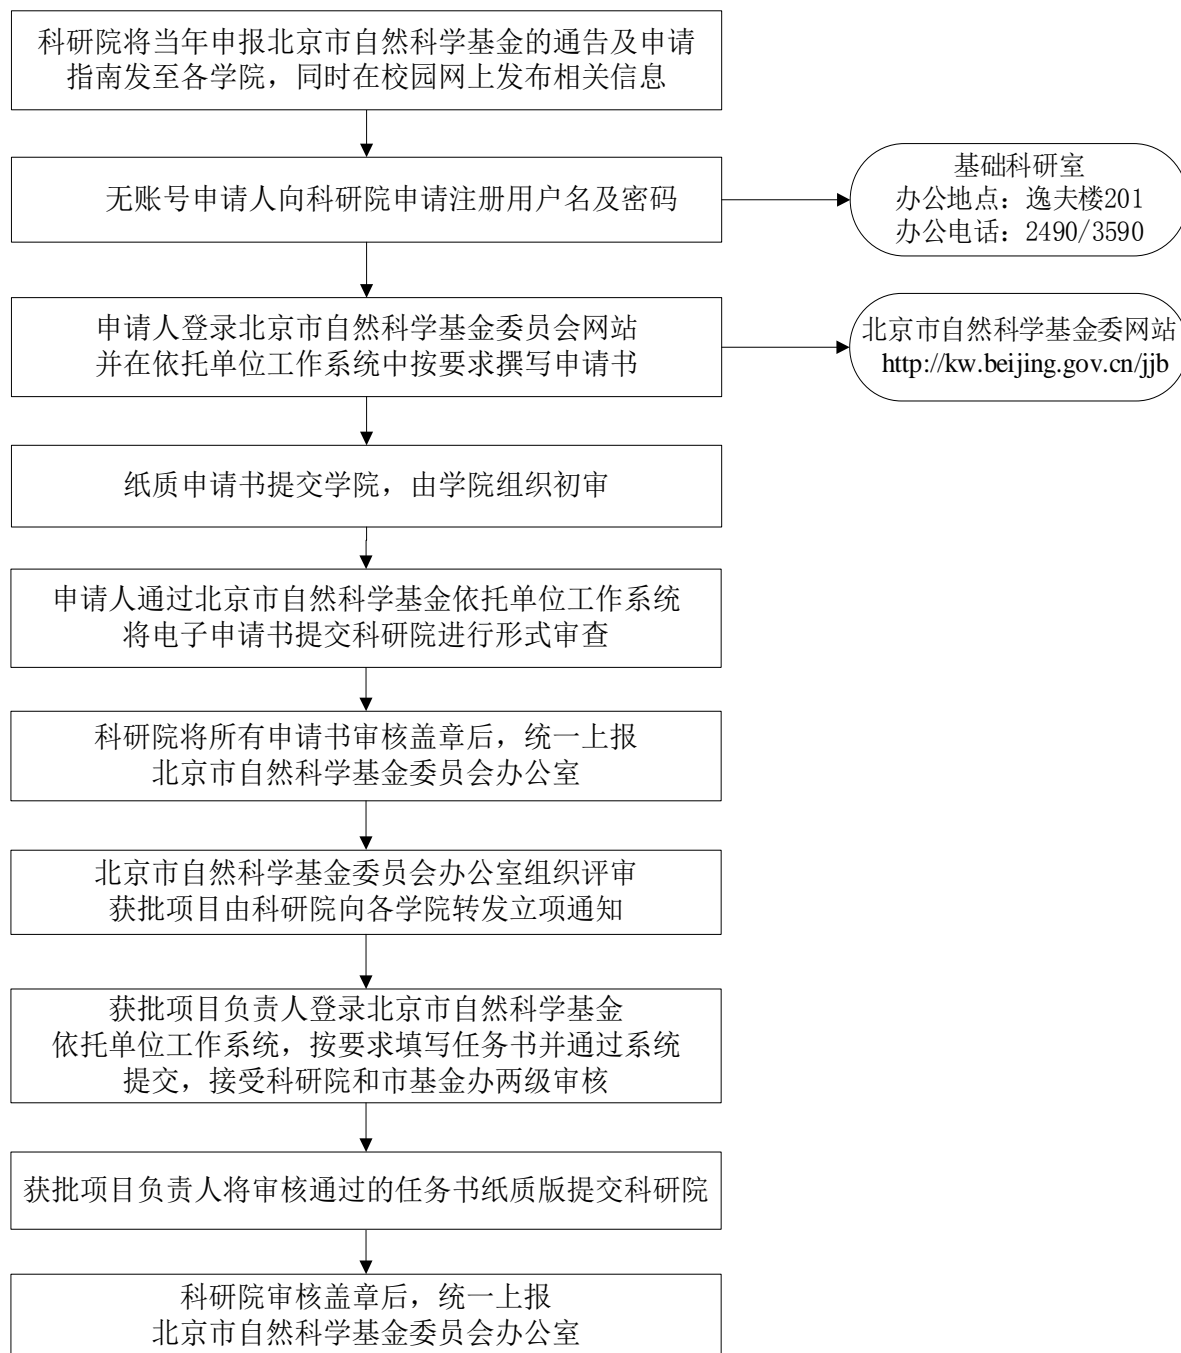 科研院将当年申报北京市自然科学基金的通告及申请
指南发至各学院，同时在校园网上发布相关信息
无账号申请人向科研院申请注册用户名及密码
基础科研室
办公地点：逸夫楼201
办公电话：2490/3590
申请人登录北京市自然科学基金委员会网站
并在依托单位工作系统中按要求撰写申请书
北京市自然科学基金委网站
http://kw.beijing.gov.cn/jjb
纸质申请书提交学院，由学院组织初审
申请人通过北京市自然科学基金依托单位工作系统
将电子申请书提交科研院进行形式审查
科研院将所有申请书审核盖章后，统一上报
北京市自然科学基金委员会办公室
北京市自然科学基金委员会办公室组织评审
获批项目由科研院向各学院转发立项通知
获批项目负责人登录北京市自然科学基金
依托单位工作系统，按要求填写任务书并通过系统
提交，接受科研院和市基金办两级审核
获批项目负责人将审核通过的任务书纸质版提交科研院
科研院审核盖章后，统一上报
北京市自然科学基金委员会办公室